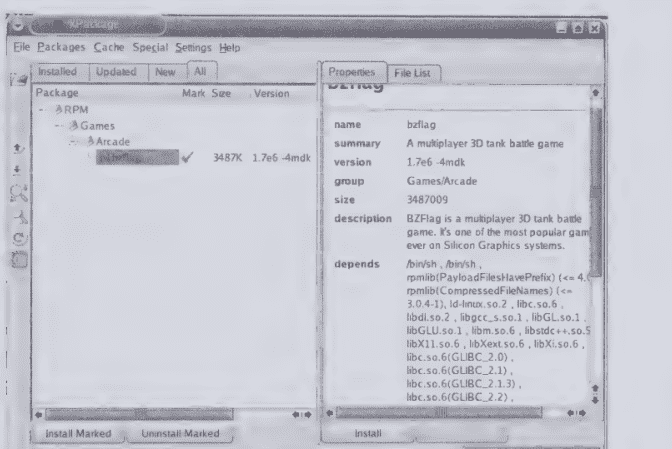 KPackage
File Packages Cache Special Settings Help
Installed Updated New All
Package Mark Size Version
RPM
Games
Arcade
3487K 1.7e6 -4mdk
Properties File List
bzflag
name bzflag
summary A multiplayer 3D tank battle game
version 1.7e6 -4mdk
group Games/Arcade
size 3487009
description BZFlag is a multiplayer 3D tank battle
game. It's one of the most popular gam
ever on Silicon Graphics systems.
depends /bin/sh , /bin/sh ,
rpmlib(PayloadFilesHavePrefix) (<= 4.0
rpmlib(CompressedFileNames) (<=
3.0.4-1), ld-linux.so.2 , libc.so.6 ,
libdl.so.2 , libgcc_s.so.1 , libGL.so.1 ,
libGLU.so.1 , libm.so.6 , libstdc++.so.5
libX11.so.6 , libXext.so.6 , libXi.so.6 ,
libc.so.6(GLIBC_2.0) ,
libc.so.6(GLIBC_2.1) ,
libc.so.6(GLIBC_2.1.3) ,
libc.so.6(GLIBC_2.2) ,
Install Marked Uninstall Marked
Install